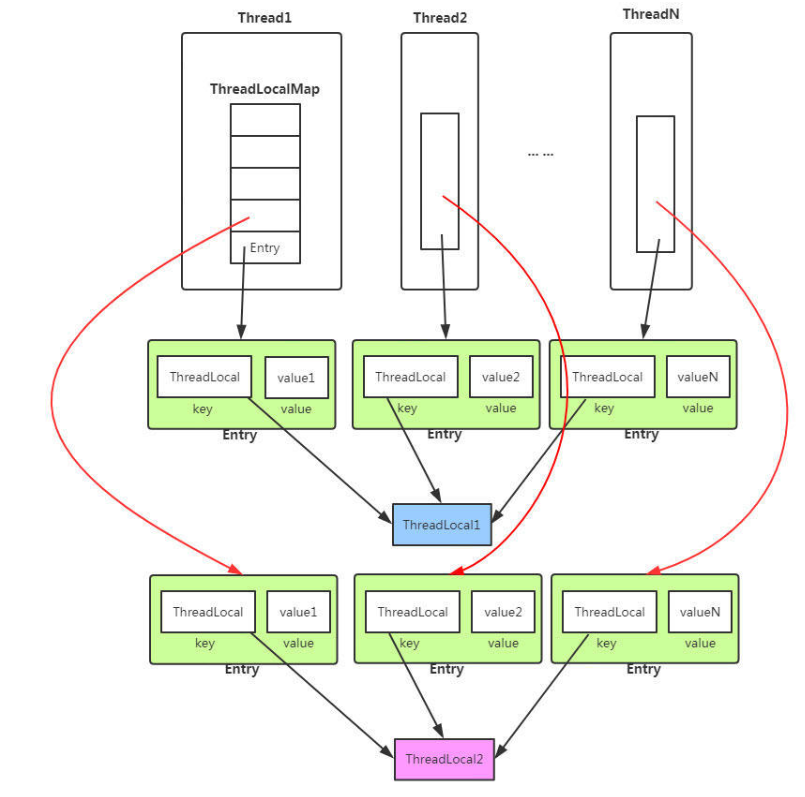 Thread1
Thread2
ThreadN
ThreadLocalMap
... ...
Entry
ThreadLocal
value1
key
value
Entry
ThreadLocal
value2
key
value
Entry
ThreadLocal
valueN
key
value
Entry
ThreadLocal1
ThreadLocal
value1
key
value
Entry
ThreadLocal
value2
key
value
Entry
ThreadLocal
valueN
key
value
Entry
ThreadLocal2